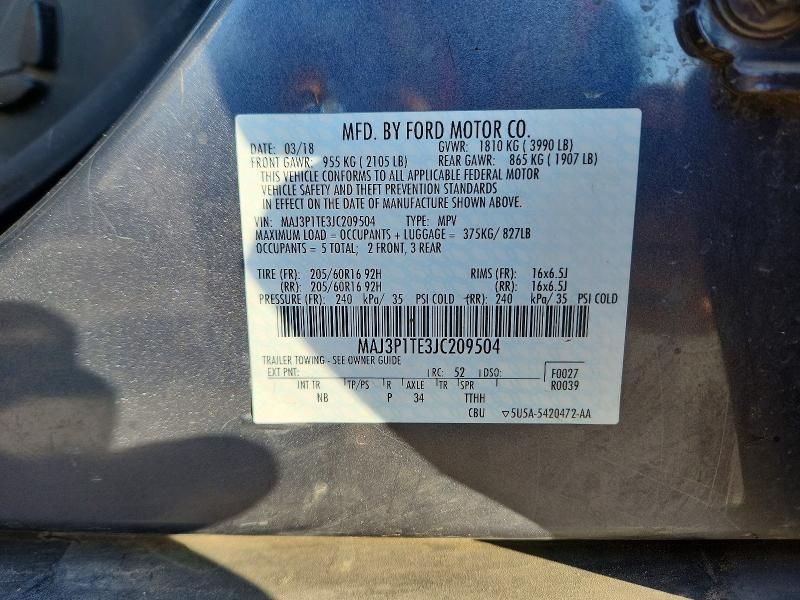 MFD. BY FORD MOTOR CO.
DATE: 03/18 GVWR: 1810 KG ( 3990 LB)
FRONT GAWR: 955 KG ( 2105 LB) REAR GAWR: 865 KG ( 1907 LB)
THIS VEHICLE CONFORMS TO ALL APPLICABLE FEDERAL MOTOR
VEHICLE SAFETY AND THEFT PREVENTION STANDARDS
IN EFFECT ON THE DATE OF MANUFACTURE SHOWN ABOVE.
VIN: MAJ3P1TE3JC209504 TYPE: MPV
MAXIMUM LOAD = OCCUPANTS + LUGGAGE = 375KG/ 827LB
OCCUPANTS = 5 TOTAL; 2 FRONT, 3 REAR
TIRE (FR): 205/60R16 92H RIMS (FR): 16x6.5J
(RR): 205/60R16 92H (RR): 16x6.5J
PRESSURE (FR): 240 kPa/ 35 PSI COLD (RR): 240 kPa/ 35 PSI COLD
MAJ3P1TE3JC209504
TRAILER TOWING - SEE OWNER GUIDE
EXT PNT: RC: 52 DSO: F0027
INT TR TP/PS R AXLE TR SPR R0039
NB P 34 TTHH
CBU ▽5U5A-5420472-AA